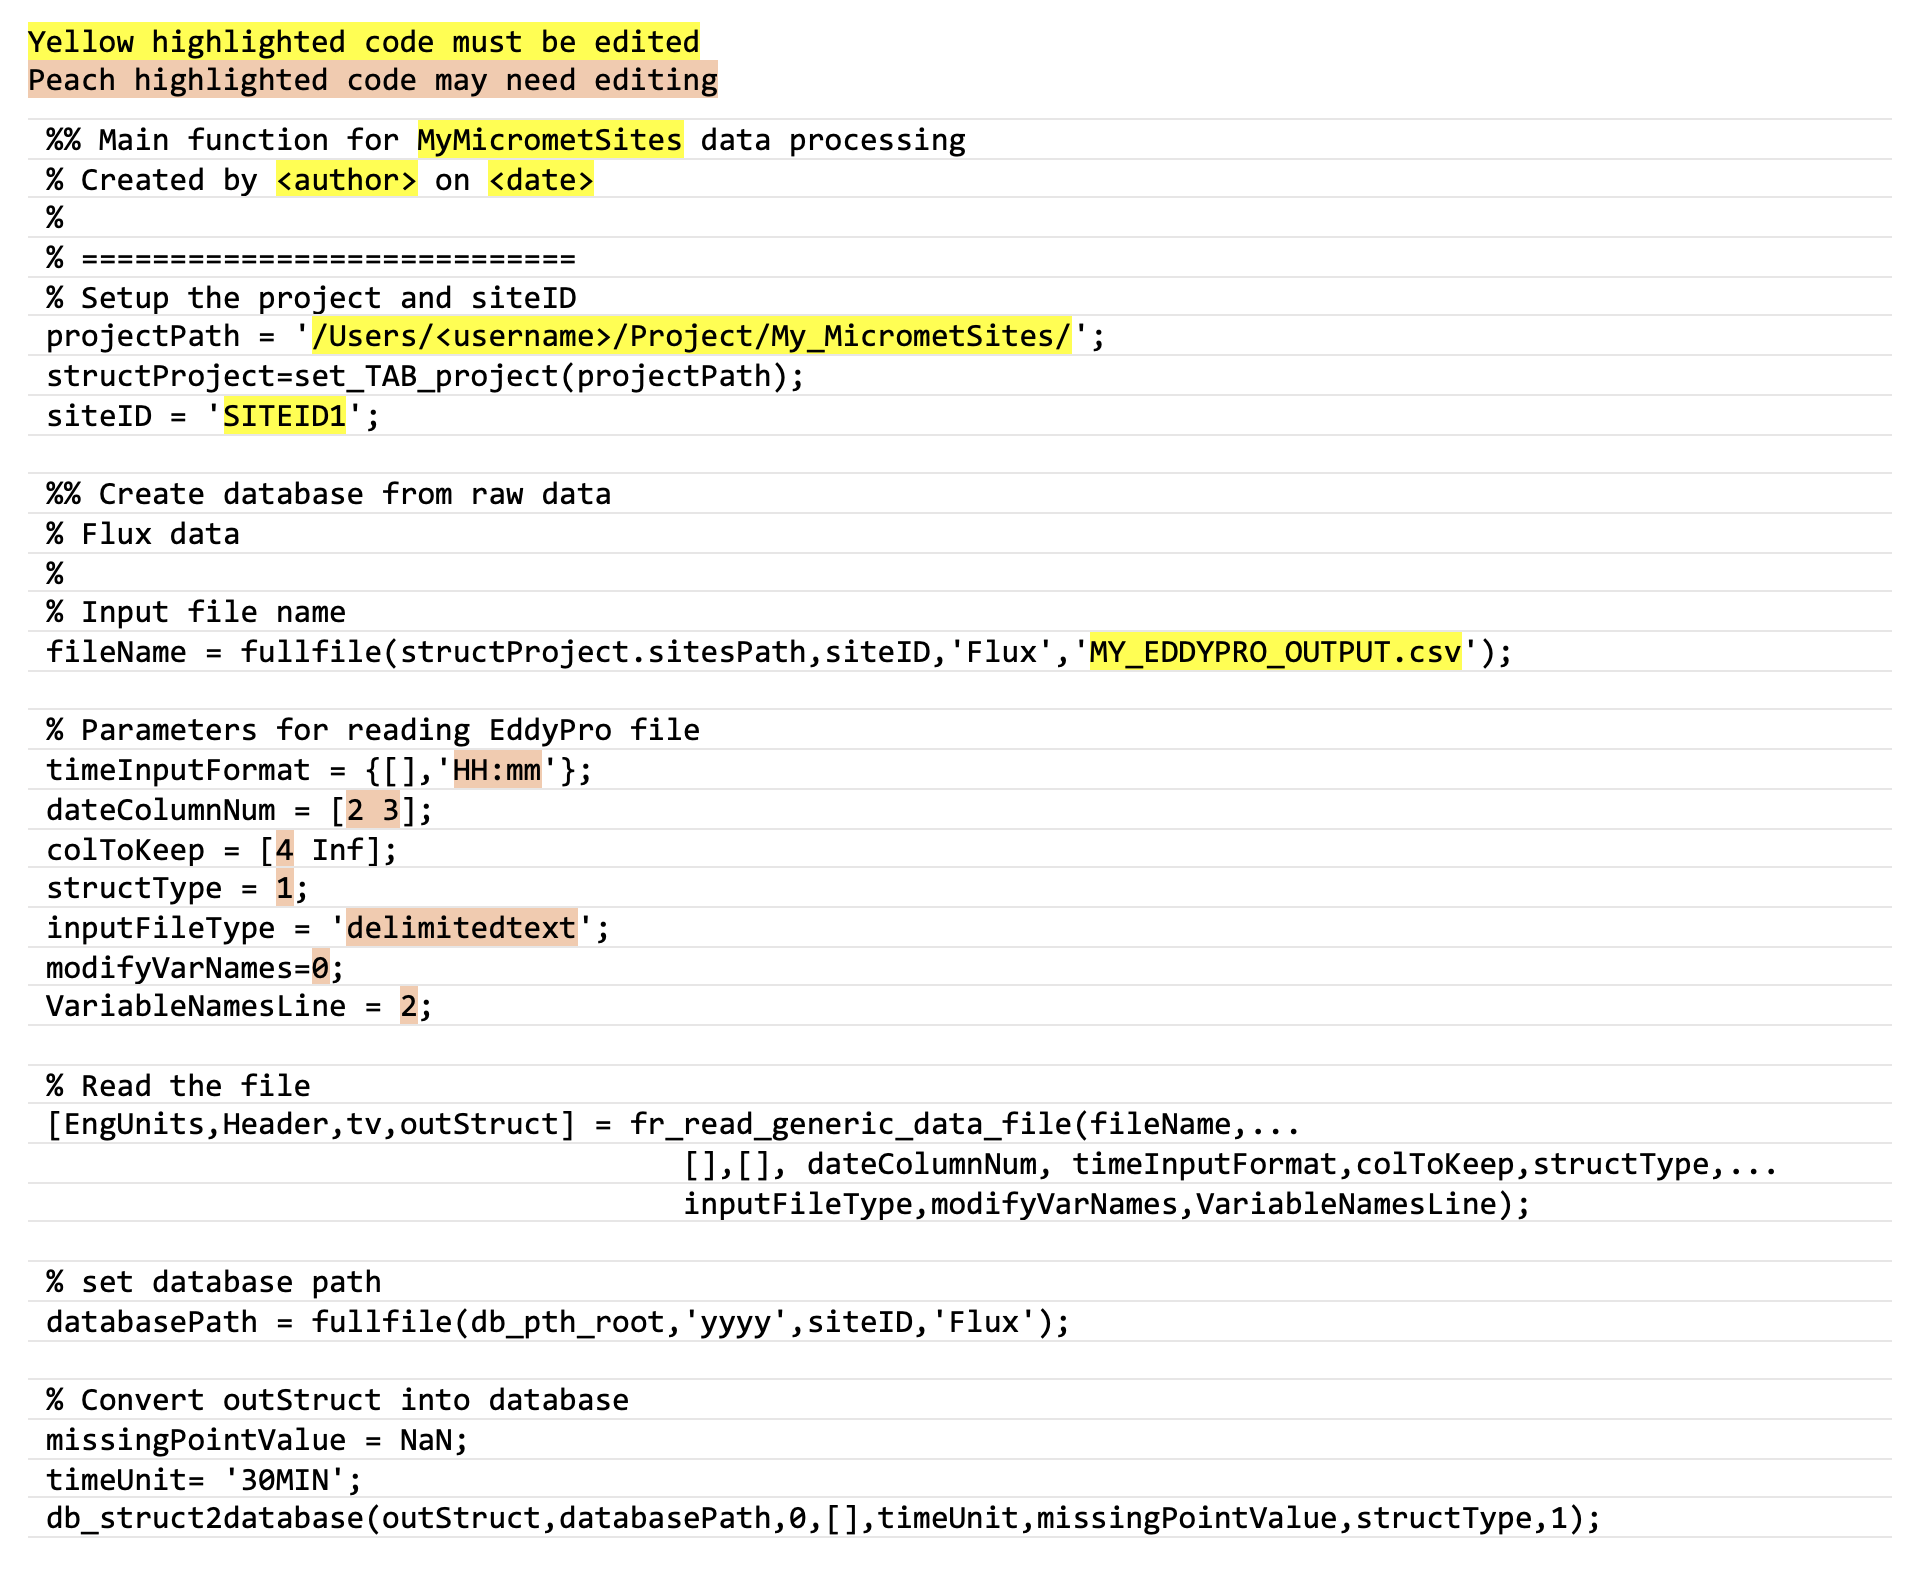 Yellow highlighted code must be edited
Peach highlighted code may need editing
%% Main function for MyMicrometSites data processing
% Created by <author> on <date>
%
% ============================
% Setup the project and siteID
projectPath = '/Users/<username>/Project/My_MicrometSites/';
structProject=set_TAB_project(projectPath);
siteID = 'SITEID1';
%% Create database from raw data
% Flux data
%
% Input file name
fileName = fullfile(structProject.sitesPath,siteID,'Flux','MY_EDDYPRO_OUTPUT.csv');
% Parameters for reading EddyPro file
timeInputFormat = {[],'HH:mm'};
dateColumnNum = [2 3];
colToKeep = [4 Inf];
structType = 1;
inputFileType = 'delimitedtext';
modifyVarNames=0;
VariableNamesLine = 2;
% Read the file
[EngUnits,Header,tv,outStruct] = fr_read_generic_data_file(fileName,...
[],[], dateColumnNum, timeInputFormat,colToKeep,structType,...
inputFileType,modifyVarNames,VariableNamesLine);
% set database path
databasePath = fullfile(db_pth_root,'yyyy',siteID,'Flux');
% Convert outStruct into database
missingPointValue = NaN;
timeUnit= '30MIN';
db_struct2database(outStruct,databasePath,0,[],timeUnit,missingPointValue,structType,1);